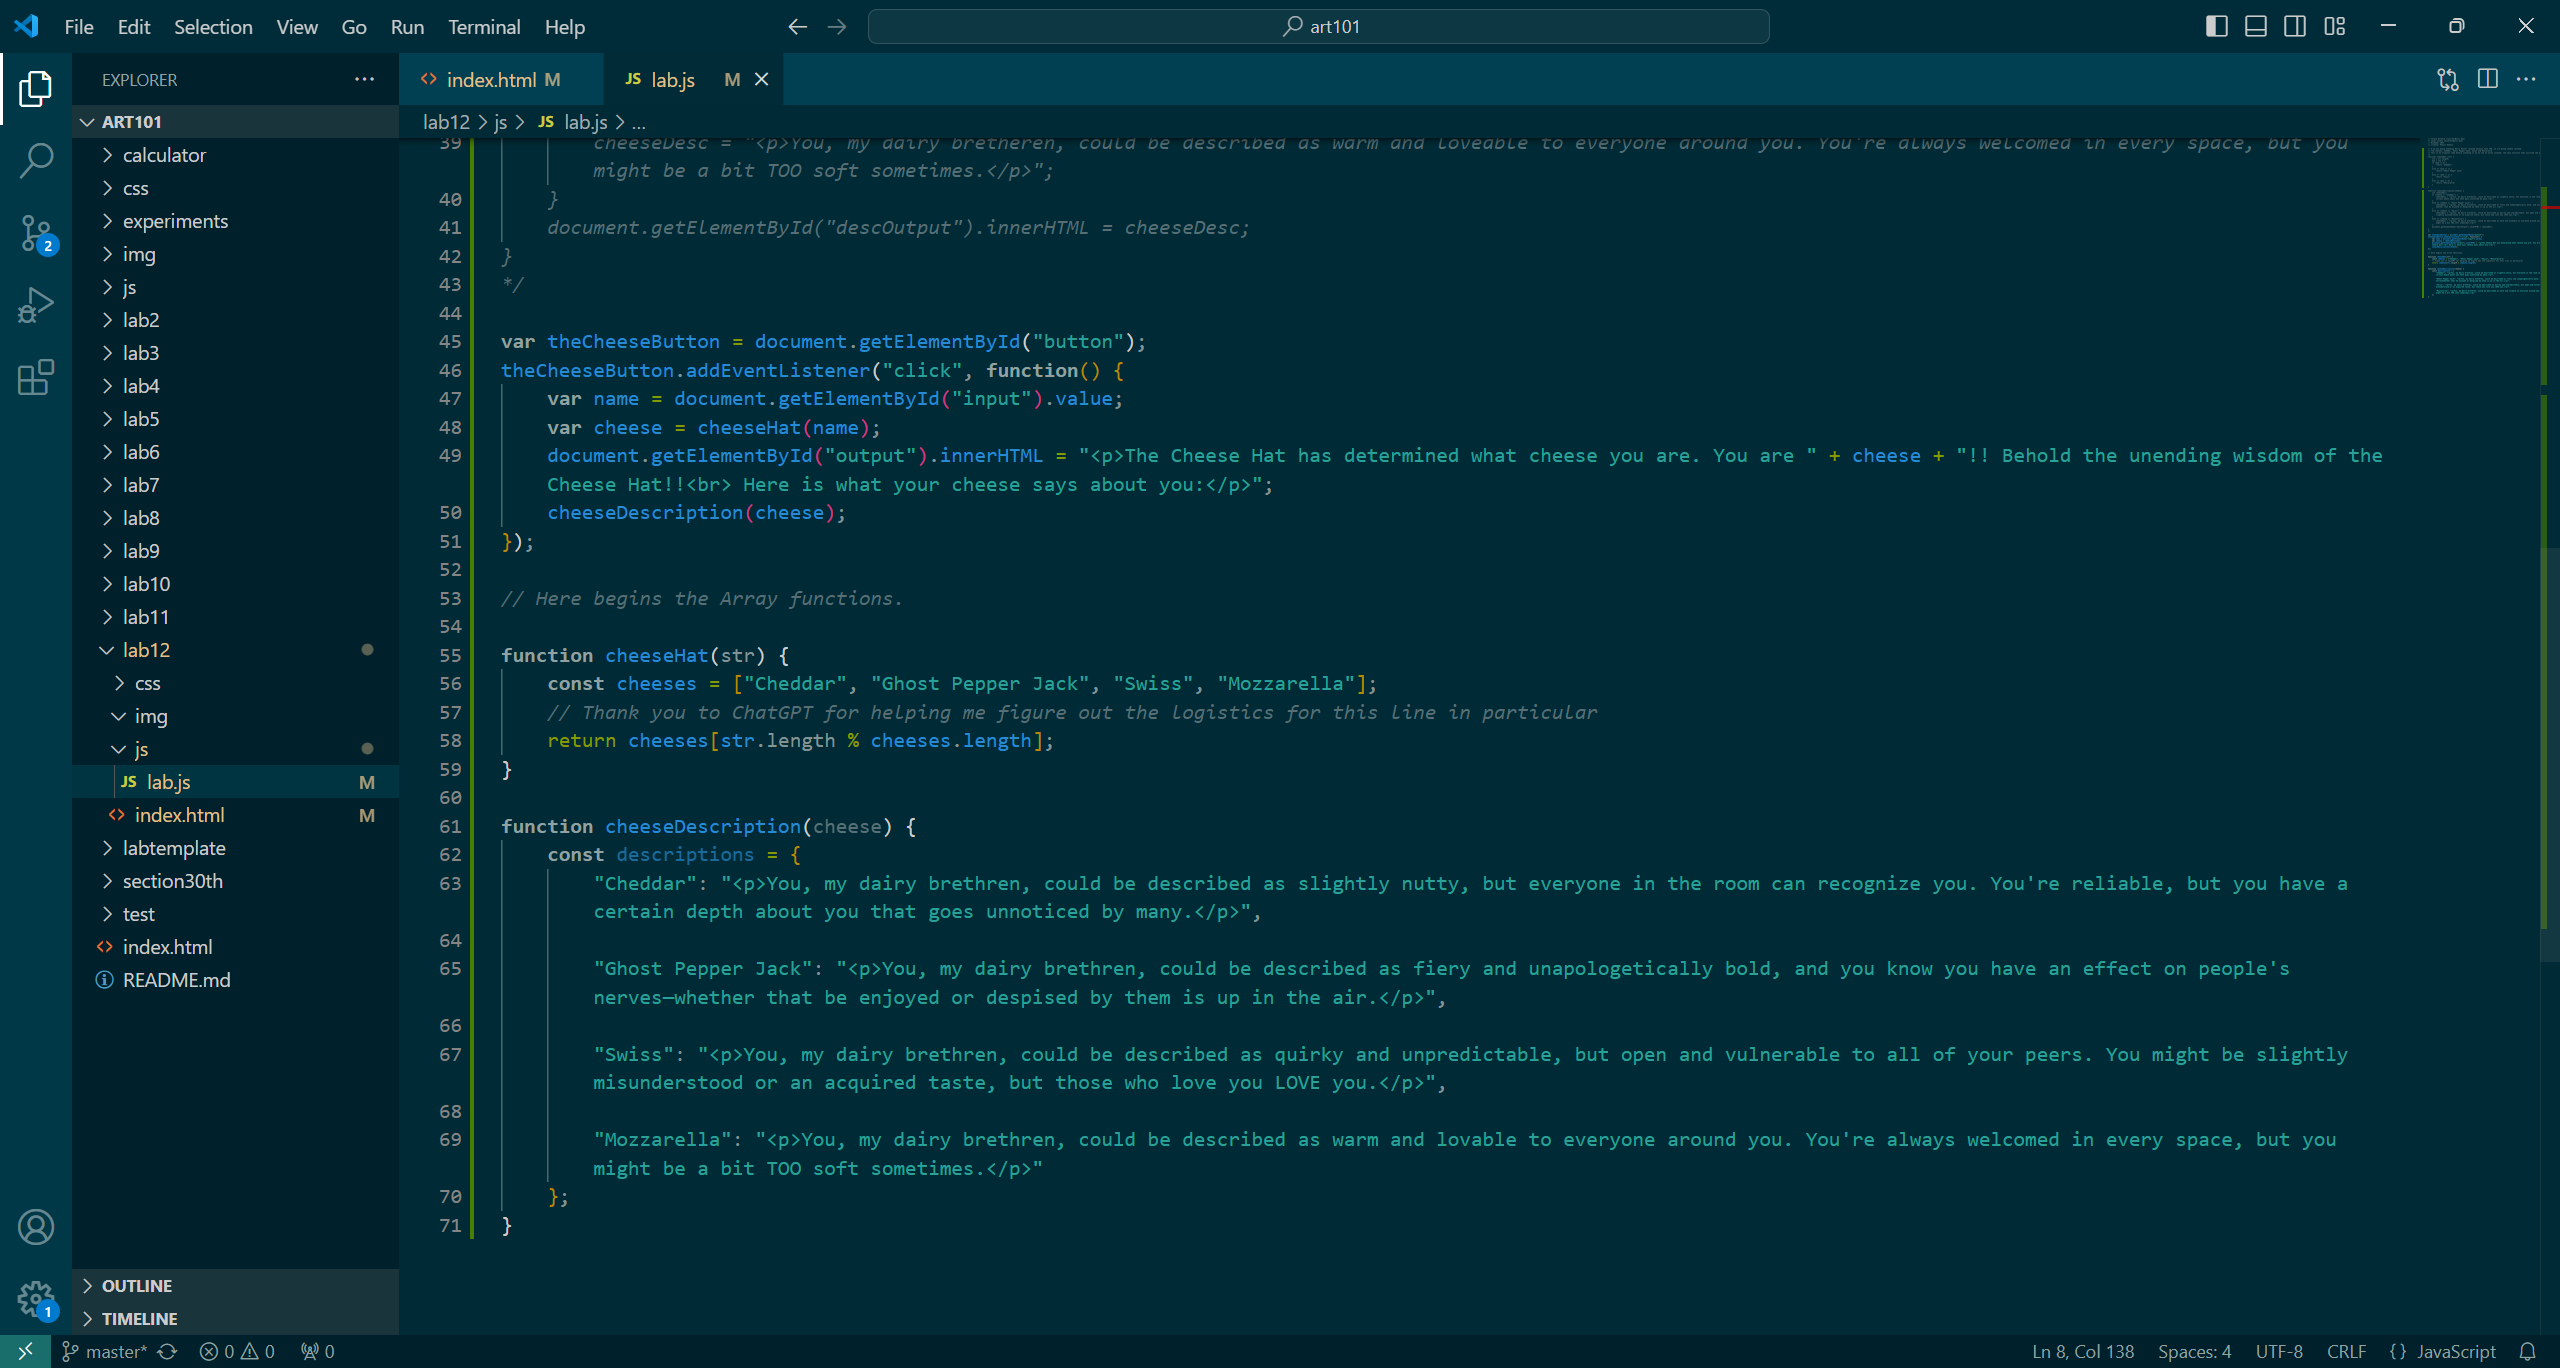 File Edit Selection View Go Run Terminal Help
art101
EXPLORER
index.html M
JS lab.js M
ART101
lab12 > js > JS lab.js > ...
calculator
css
experiments
img
js
lab2
lab3
lab4
lab5
lab6
lab7
lab8
lab9
lab10
lab11
lab12
css
img
js
JS lab.js M
index.html M
labtemplate
section30th
test
index.html
README.md
OUTLINE
TIMELINE
2
1
39 cheeseDesc = "<p>You, my dairy bretheren, could be described as warm and loveable to everyone around you. You're always welcomed in every space, but you
might be a bit TOO soft sometimes.</p>";
40 }
41 document.getElementById("descOutput").innerHTML = cheeseDesc;
42 }
43 */
44
45 var theCheeseButton = document.getElementById("button");
46 theCheeseButton.addEventListener("click", function() {
47 var name = document.getElementById("input").value;
48 var cheese = cheeseHat(name);
49 document.getElementById("output").innerHTML = "<p>The Cheese Hat has determined what cheese you are. You are " + cheese + "!! Behold the unending wisdom of the
Cheese Hat!!<br> Here is what your cheese says about you:</p>";
50 cheeseDescription(cheese);
51 });
52
53 // Here begins the Array functions.
54
55 function cheeseHat(str) {
56 const cheeses = ["Cheddar", "Ghost Pepper Jack", "Swiss", "Mozzarella"];
57 // Thank you to ChatGPT for helping me figure out the logistics for this line in particular
58 return cheeses[str.length % cheeses.length];
59 }
60
61 function cheeseDescription(cheese) {
62 const descriptions = {
63 "Cheddar": "<p>You, my dairy brethren, could be described as slightly nutty, but everyone in the room can recognize you. You're reliable, but you have a
certain depth about you that goes unnoticed by many.</p>",
64
65 "Ghost Pepper Jack": "<p>You, my dairy brethren, could be described as fiery and unapologetically bold, and you know you have an effect on people's
nerves—whether that be enjoyed or despised by them is up in the air.</p>",
66
67 "Swiss": "<p>You, my dairy brethren, could be described as quirky and unpredictable, but open and vulnerable to all of your peers. You might be slightly
misunderstood or an acquired taste, but those who love you LOVE you.</p>",
68
69 "Mozzarella": "<p>You, my dairy brethren, could be described as warm and lovable to everyone around you. You're always welcomed in every space, but you
might be a bit TOO soft sometimes.</p>"
70 };
71 }
master* 0 0 0
Ln 8, Col 138 Spaces: 4 UTF-8 CRLF {} JavaScript